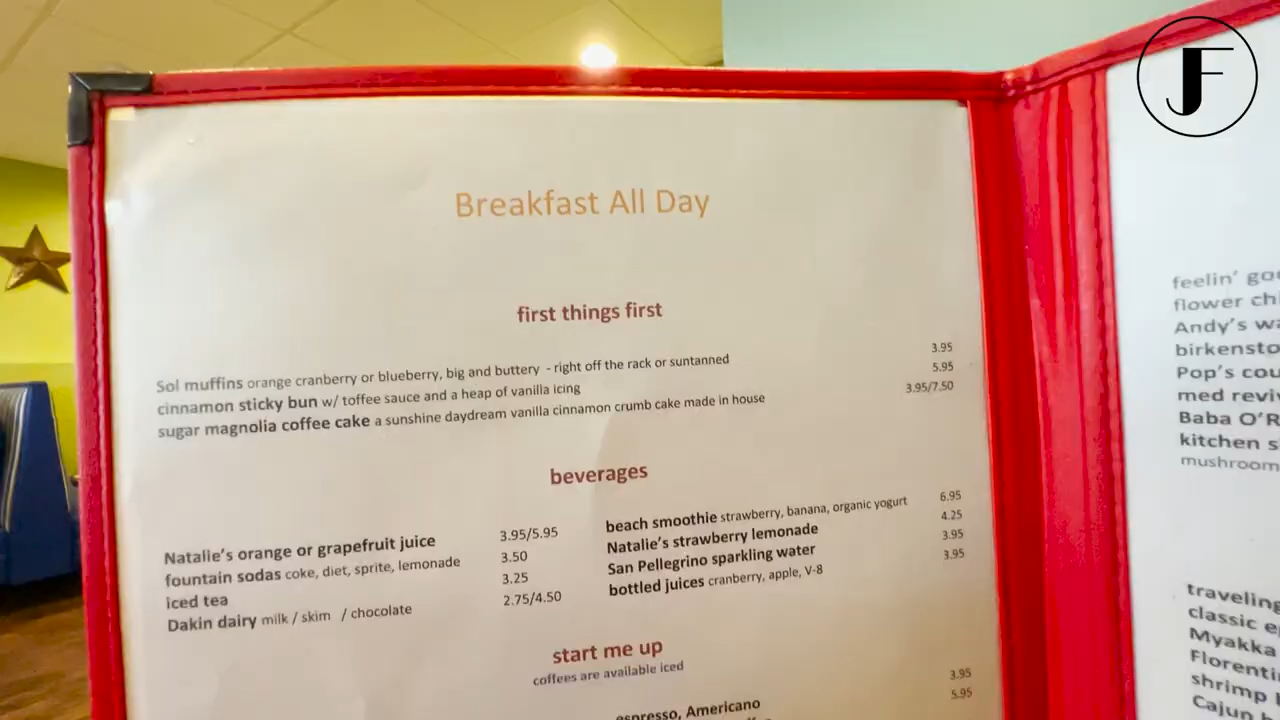 JF
Breakfast All Day
first things first
Sol muffins orange cranberry or blueberry, big and buttery - right off the rack or suntanned 3.95
cinnamon sticky bun w/ toffee sauce and a heap of vanilla icing 5.95
sugar magnolia coffee cake a sunshine daydream vanilla cinnamon crumb cake made in house 3.95/7.50
beverages
Natalie's orange or grapefruit juice 3.95/5.95
fountain sodas coke, diet, sprite, lemonade 3.50
iced tea 3.25
Dakin dairy milk / skim / chocolate 2.75/4.50
beach smoothie strawberry, banana, organic yogurt 6.95
Natalie's strawberry lemonade 4.25
San Pellegrino sparkling water 3.95
bottled juices cranberry, apple, V-8 3.95
start me up
coffees are available iced
espresso, Americano 3.95
5.95
feelin'
flower
Andy's
Pop's
med
Baba
kitchen
mushroom
traveling
classic
Myakka
shrimp
Cajun